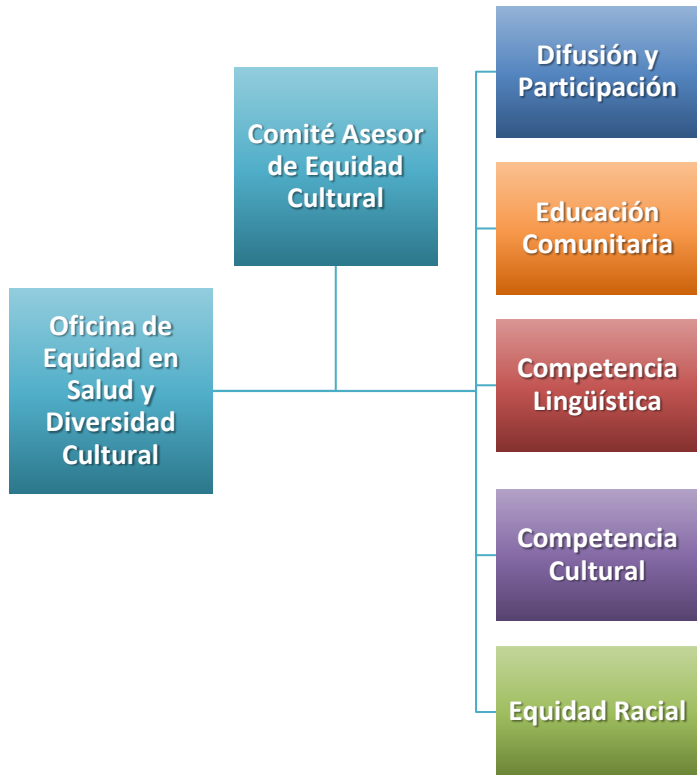 Oficina de
Equidad en
Salud y
Diversidad
Cultural
Comité Asesor
de Equidad
Cultural
Difusión y
Participación
Educación
Comunitaria
Competencia
Lingüística
Competencia
Cultural
Equidad Racial